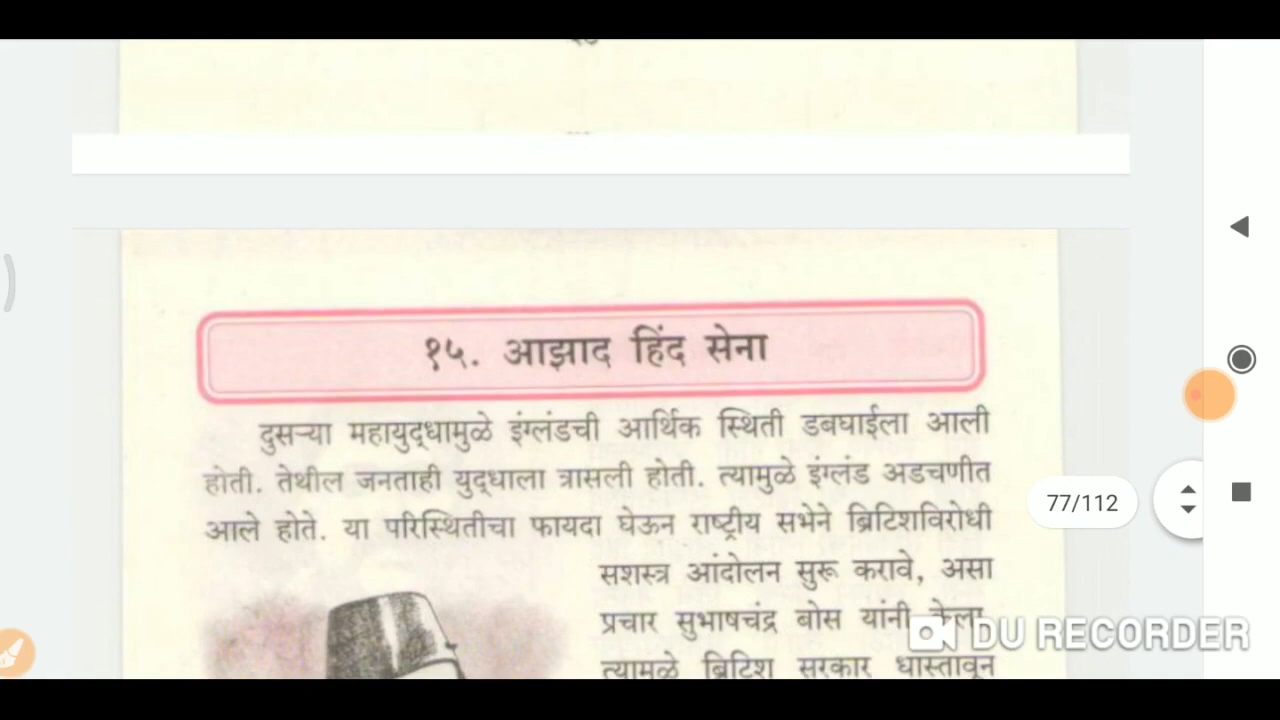 १५. आझाद हिंद सेना
दुसऱ्या महायुद्धामुळे इंग्लंडची आर्थिक स्थिती डबघाईला आली
होती. तेथील जनताही युद्धाला त्रासली होती. त्यामुळे इंग्लंड अडचणीत
आले होते. या परिस्थितीचा फायदा घेऊन राष्ट्रीय सभेने ब्रिटिशविरोधी
सशस्त्र आंदोलन सुरू करावे, असा
प्रचार सुभाषचंद्र बोस यांनी केला.
त्यामुळे ब्रिटिश सरकार धास्तावून
77/112
DU RECORDER